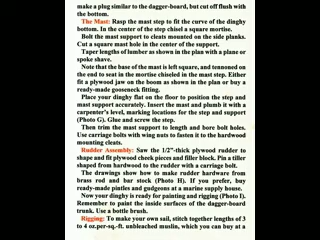 make a plug similar to the dagger-board, but cut off flush with
the bottom.
The Mast: Rasp the mast step to fit the curve of the dinghy
bottom. In the center of the step chisel a square mortise.
Bolt the mast support to cleats mounted on the side planks.
Cut a square mast hole in the center of the support.
Taper lengths of lumber as shown in the plan with a plane or
spoke shave.
Note that the base of the mast is left square, and tennoned on
the end to seat in the mortise chiseled in the mast step. Either
fit a plywood jaw on the boom as shown in the plan or buy a
ready-made gooseneck fitting.
Place your dinghy flat on the floor to position the step and
mast support accurately. Insert the mast and plumb it with a
carpenter's level, marking locations for the step and support
(Photo G). Glue and screw the step.
Then trim the mast support to length and bore bolt holes.
Use carriage bolts with wing nuts to fasten it to the hardwood
mounting cleats.
Rudder Assembly: Saw the 1/2"-thick plywood rudder to
shape and fit plywood cheek pieces and filler block. Pin a tiller
shaped from hardwood to the rudder with a carriage bolt.
The drawings show how to make rudder hardware from
brass rod and bar stock (Photo H). If you prefer, buy
ready-made pintles and gudgeons at a marine supply house.
Now your dinghy is ready for painting and rigging (Photo I).
Remember to paint the inside surfaces of the dagger-board
trunk. Use a bottle brush.
Rigging: To make your own sail, stitch together lengths of 3
to 4 oz.per-sq.-ft. unbleached muslin, which you can buy at a